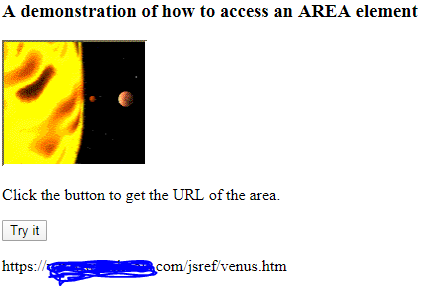 A demonstration of how to access an AREA element
Click the button to get the URL of the area.
Try it
https:// .com/jsref/venus.htm